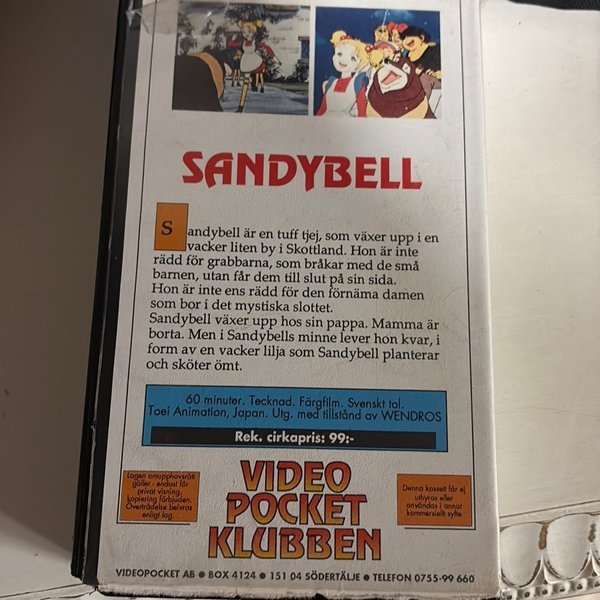 SANDYBELL
Sandybell är en tuff tjej, som växer upp i en
vacker liten by i Skottland. Hon är inte
rädd för grabbarna, som bråkar med de små
barnen, utan får dem till slut på sin sida.
Hon är inte ens rädd för den förnäma damen
som bor i det mystiska slottet.
Sandybell växer upp hos sin pappa. Mamma är
borta. Men i Sandybells minne lever hon kvar, i
form av en vacker lilja som Sandybell planterar
och sköter ömt.
60 minuter. Tecknad. Färgfilm. Svenskt tal.
Toei Animation, Japan. Utg. med tillstånd av WENDROS
Rek. cirkapris: 99:-
Lagen om upphovsrätt
gäller i endast för
privat visning,
kopiering förbjuden.
Överträdelse beivras
enligt lag.
VIDEO
POCKET
KLUBBEN
Denna kassett får ej
uthyras eller
användas i annat
kommersiellt syfte
VIDEOPOCKET AB ● BOX 4124 ● 151 04 SÖDERTÄLJE ● TELEFON 0755-99 660